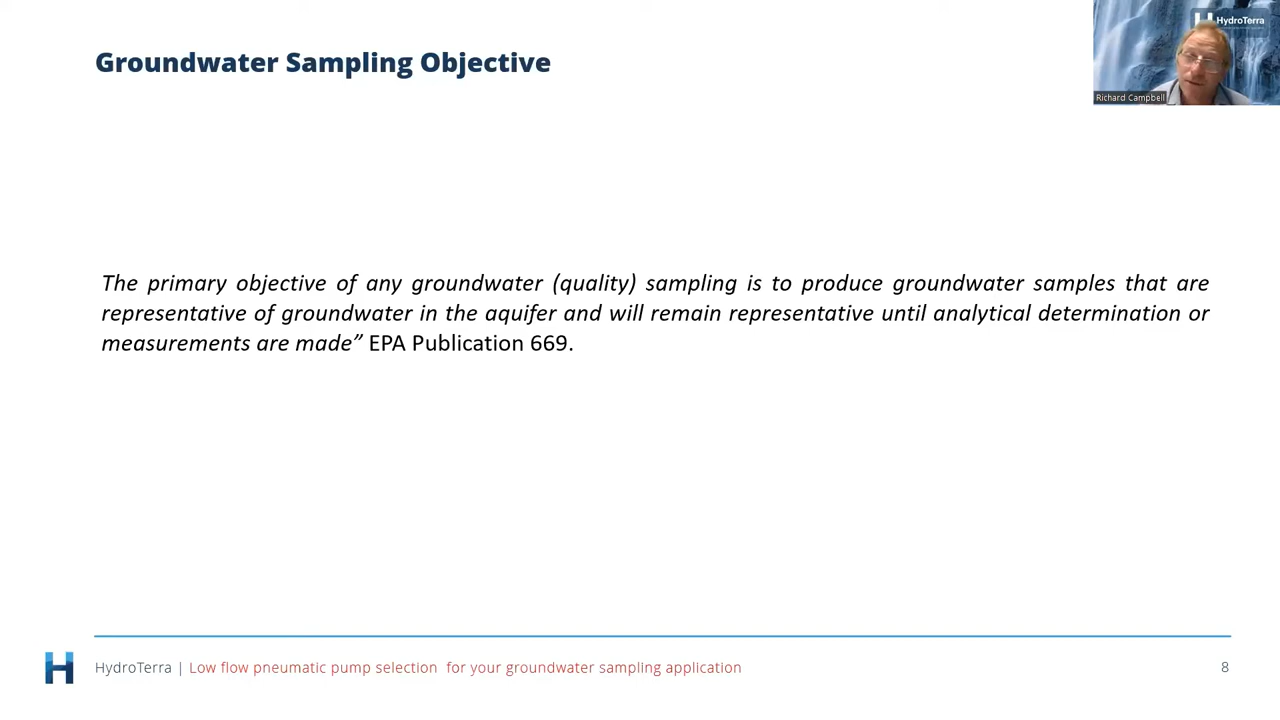 Groundwater Sampling Objective
HydroTerra
Richard Campbell
The primary objective of any groundwater (quality) sampling is to produce groundwater samples that are
representative of groundwater in the aquifer and will remain representative until analytical determination or
measurements are made” EPA Publication 669.
HydroTerra | Low flow pneumatic pump selection for your groundwater sampling application
8